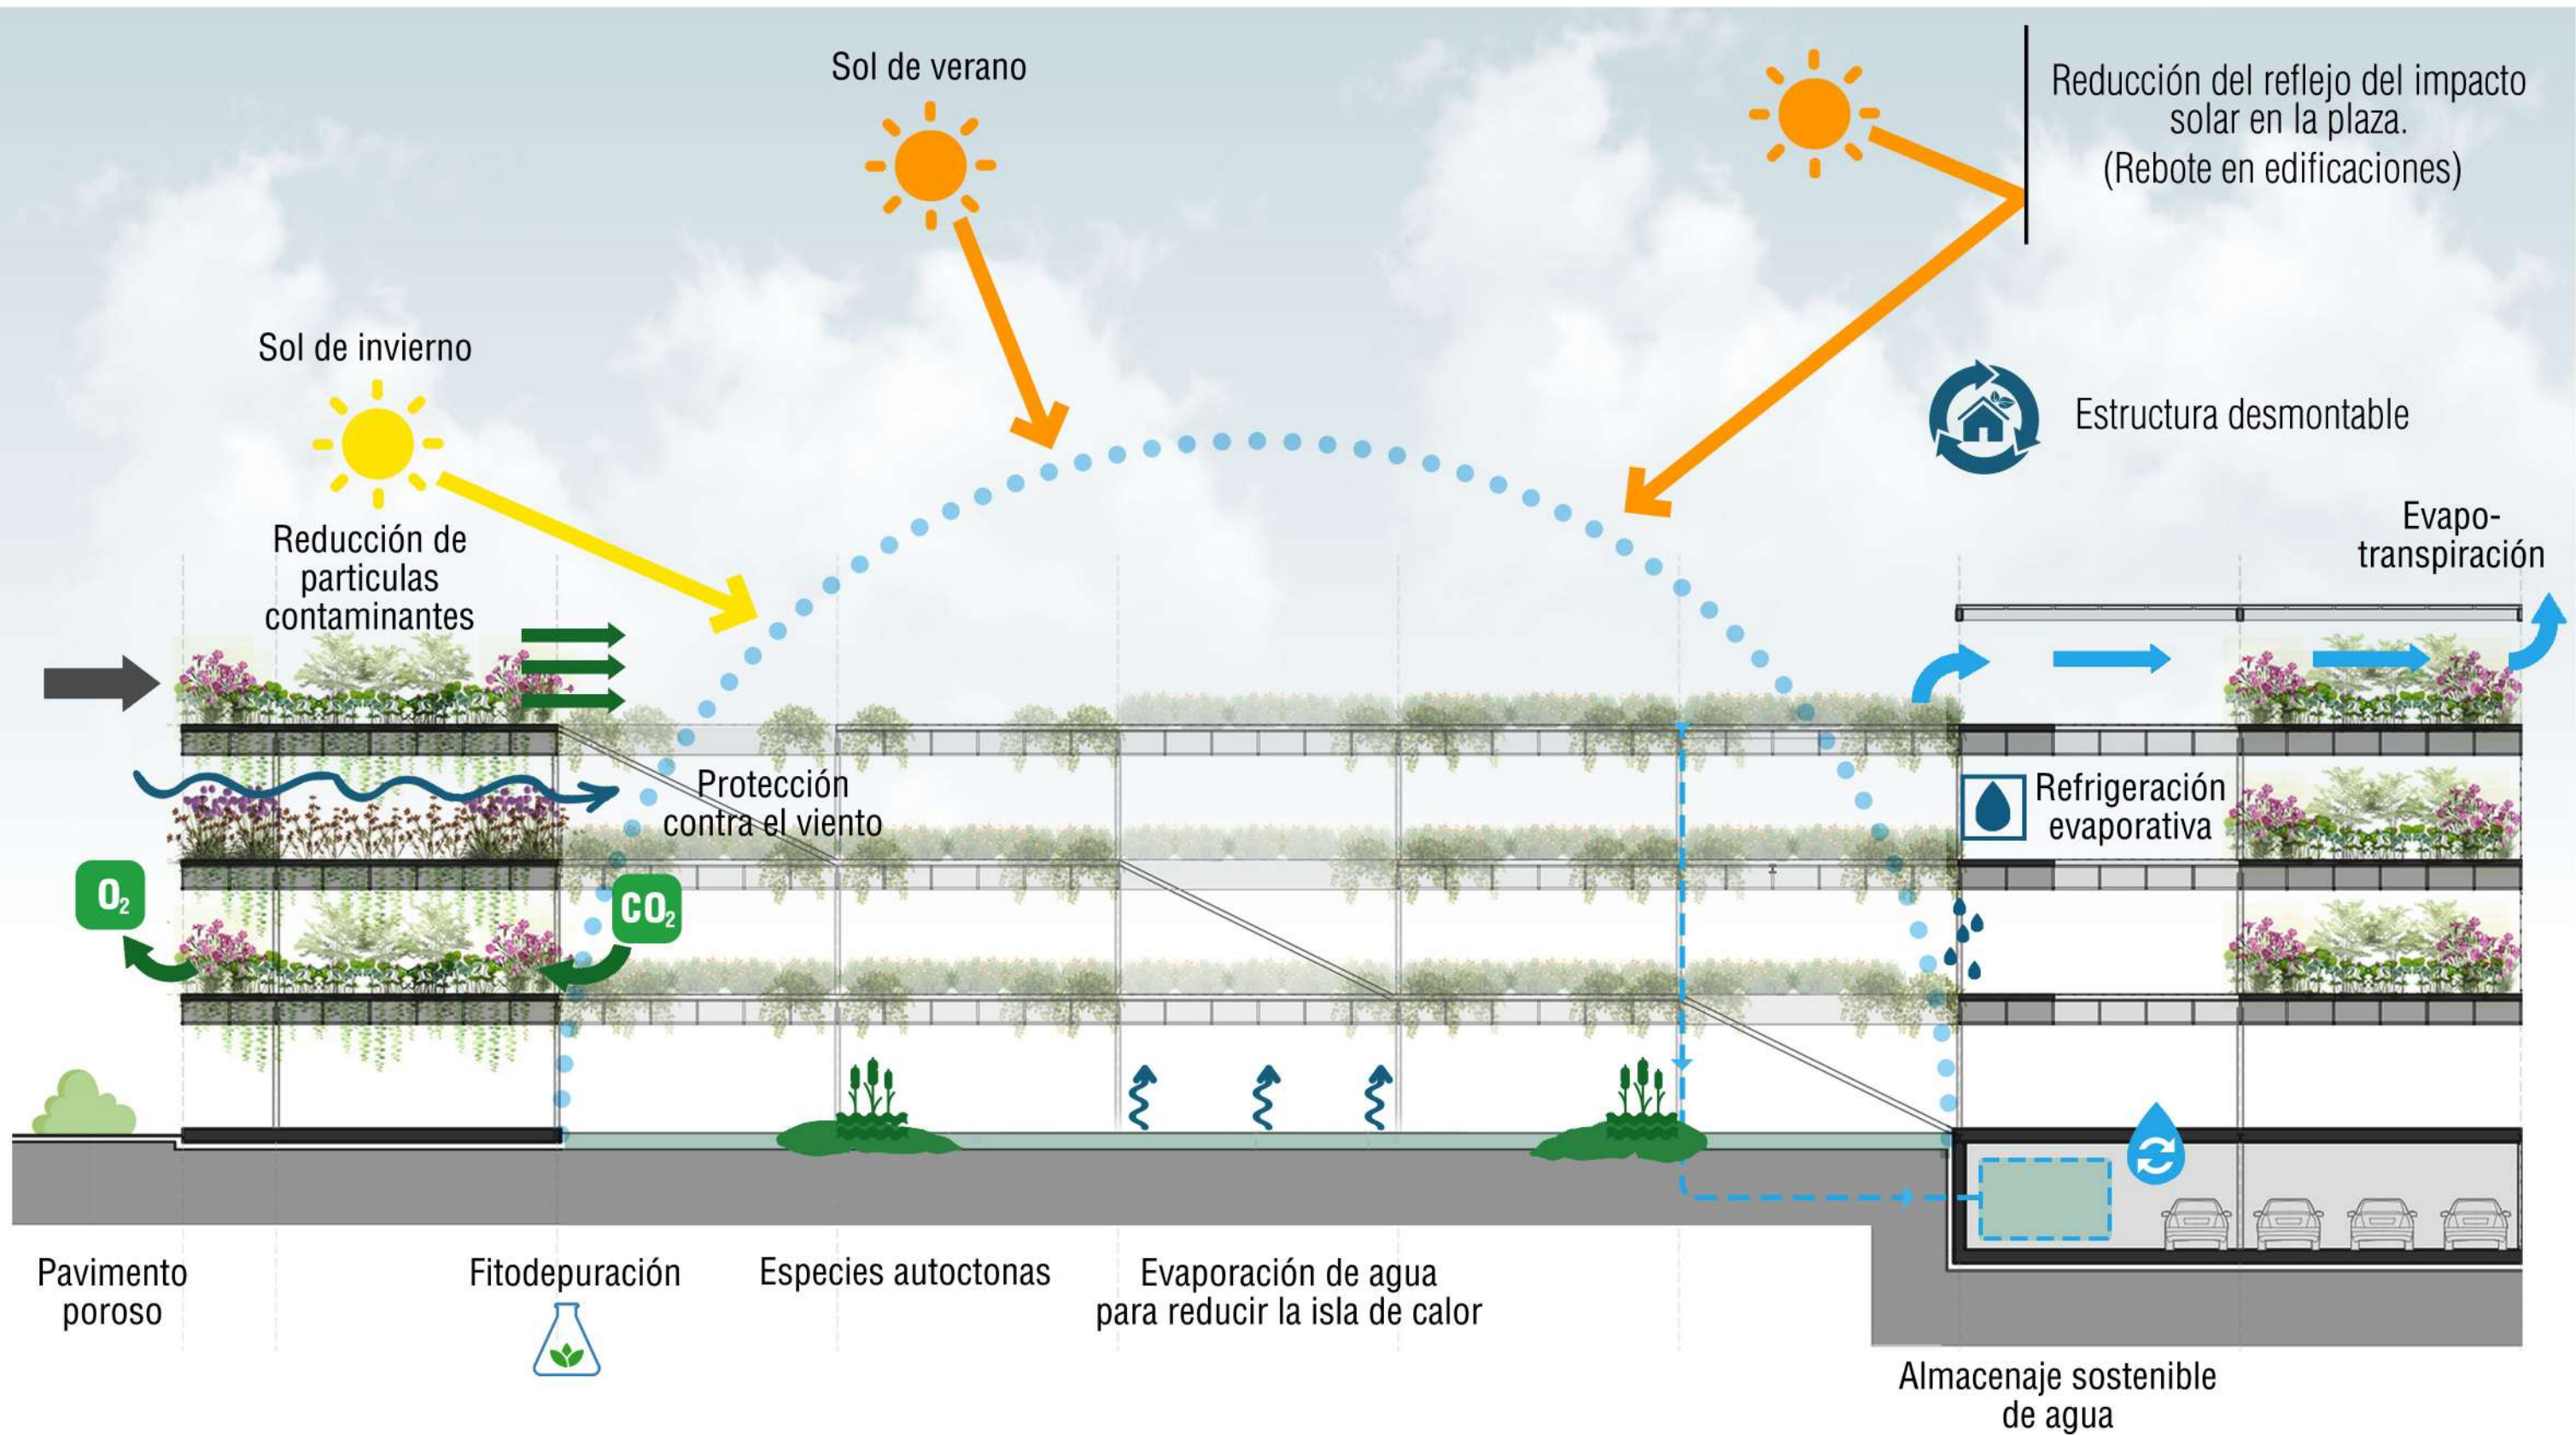 Sol de verano
Reducción del reflejo del impacto
solar en la plaza.
(Rebote en edificaciones)
Sol de invierno
Estructura desmontable
Reducción de
particulas
contaminantes
Evapo-
transpiración
Protección
contra el viento
Refrigeración
evaporativa
O₂
CO₂
Pavimento
poroso
Fitodepuración
Especies autoctonas
Evaporación de agua
para reducir la isla de calor
Almacenaje sostenible
de agua